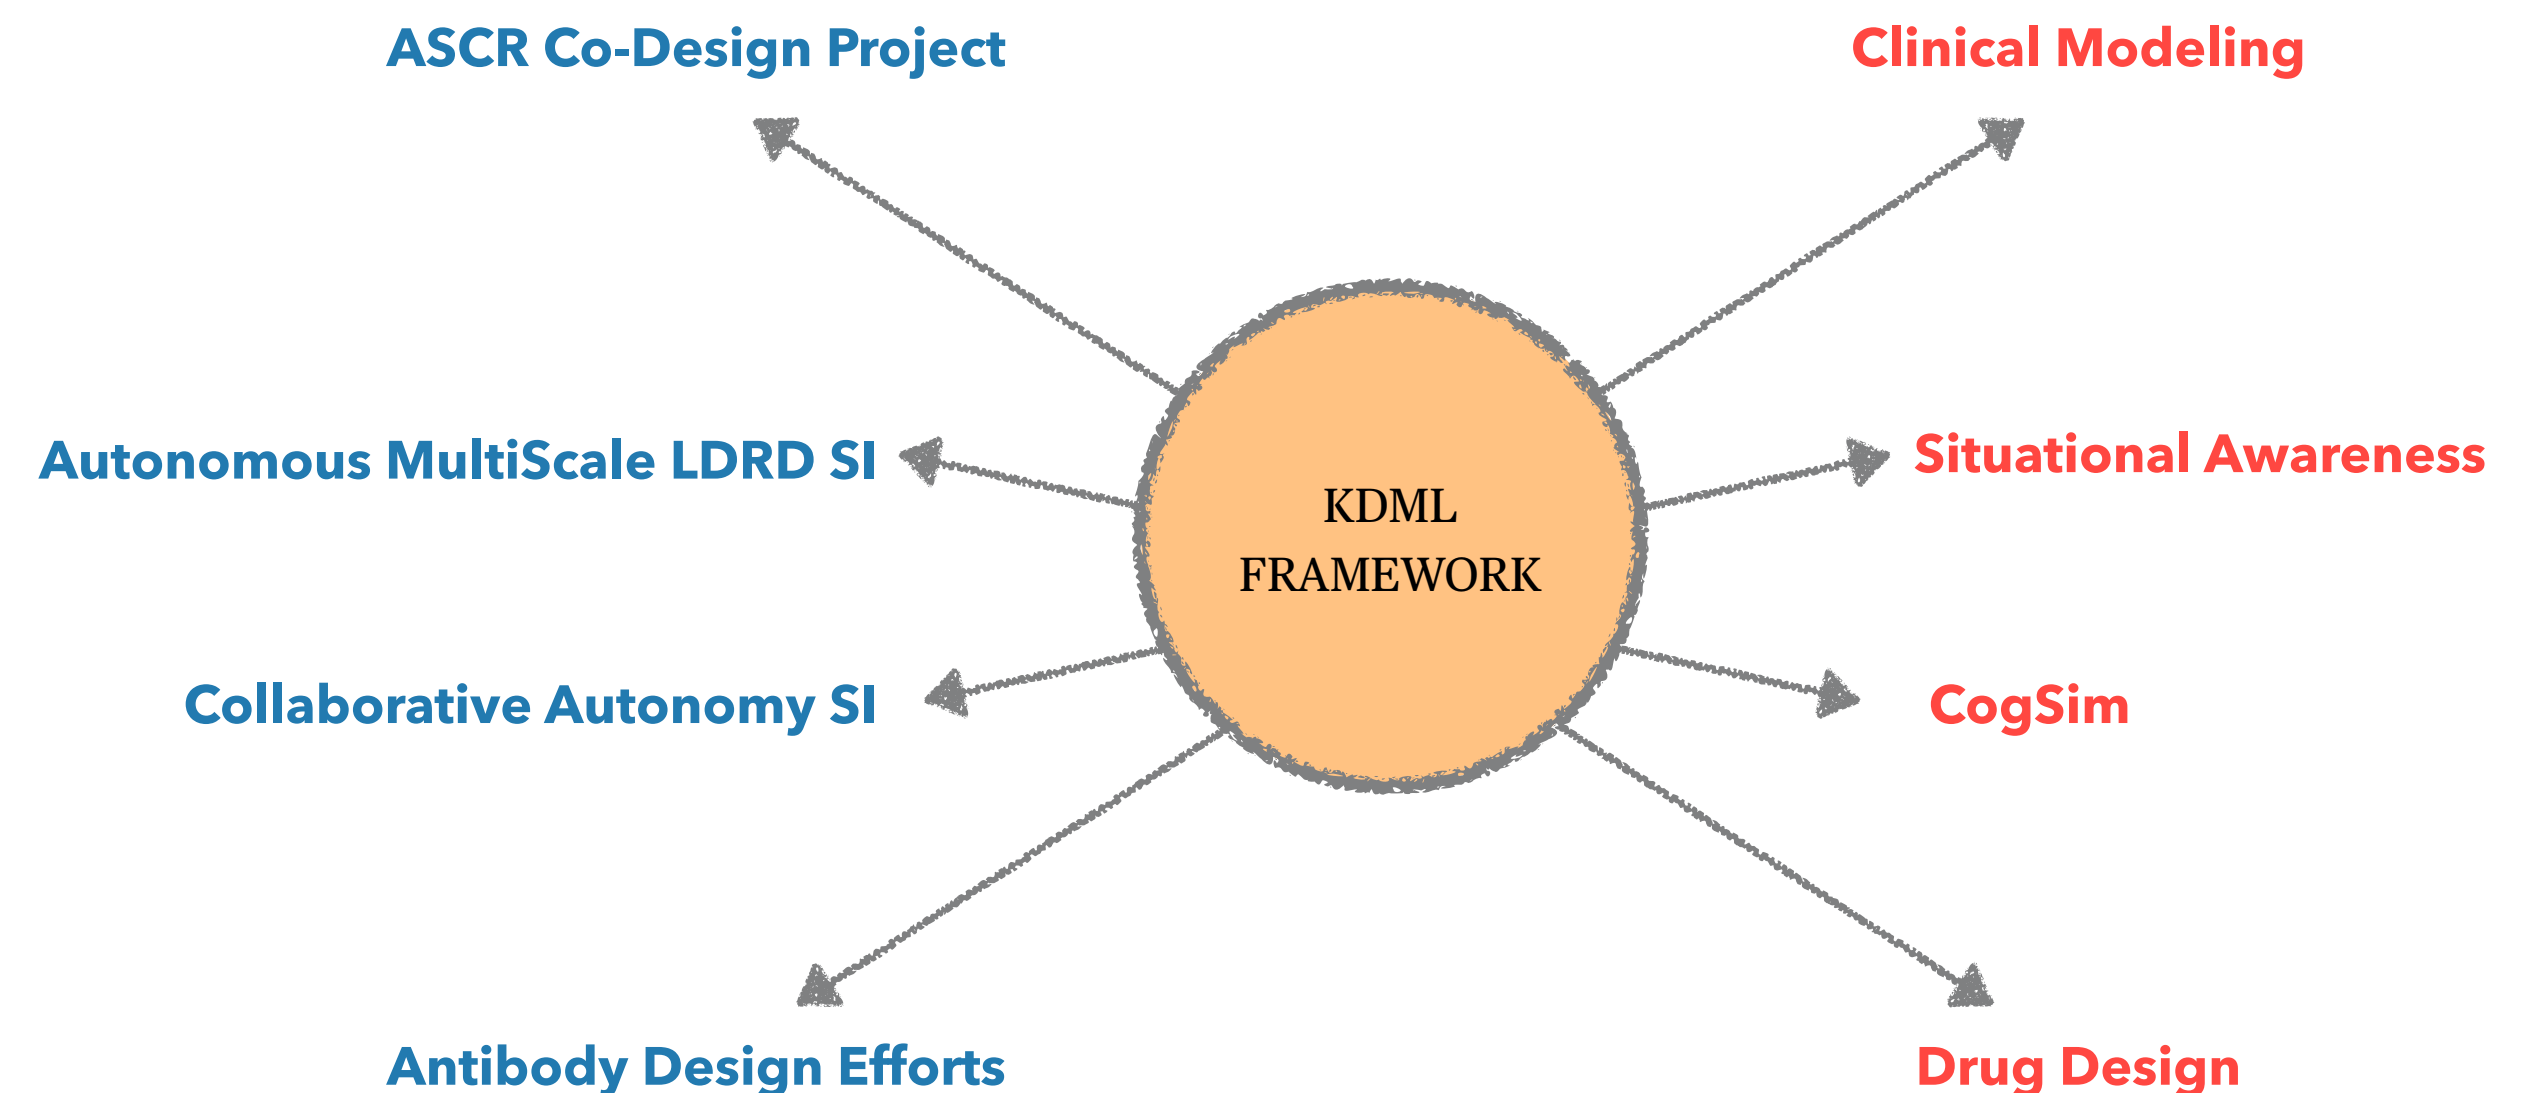 ASCR Co-Design Project
Clinical Modeling
Autonomous MultiScale LDRD SI
Situational Awareness
KDML
FRAMEWORK
Collaborative Autonomy SI
CogSim
Antibody Design Efforts
Drug Design